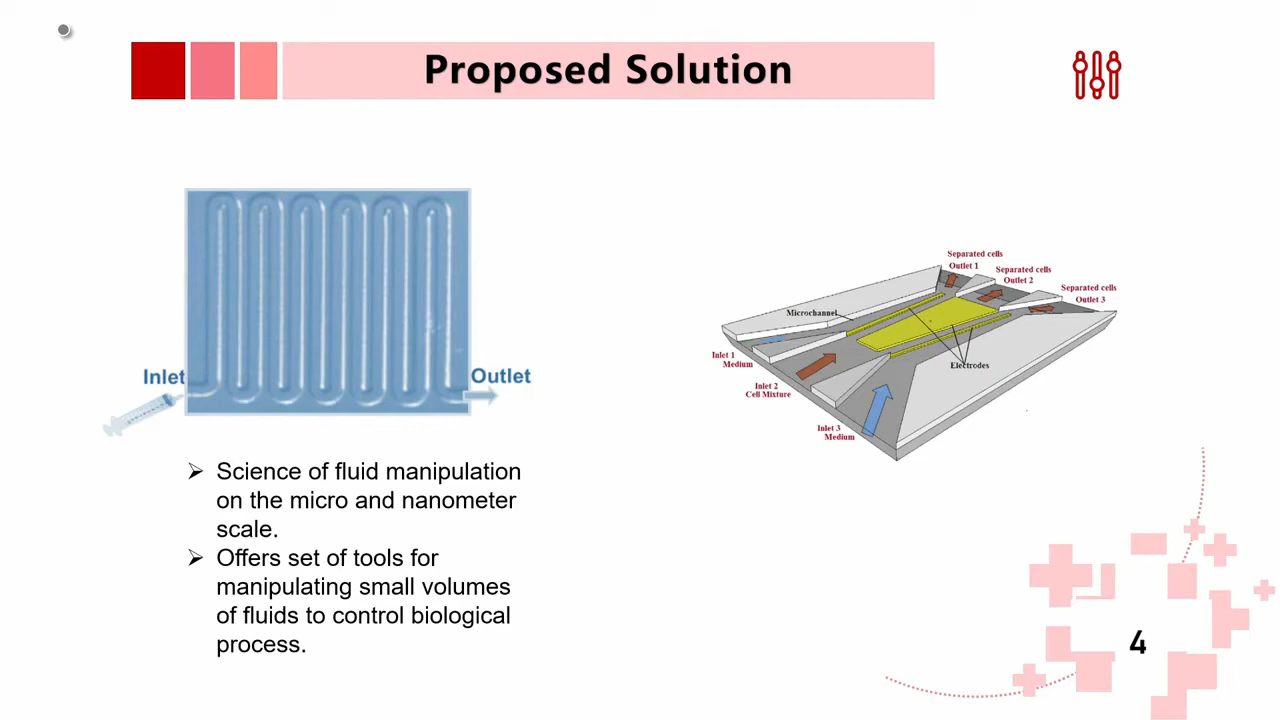 Proposed Solution
Inlet
Outlet
➢ Science of fluid manipulation
on the micro and nanometer
scale.
➢ Offers set of tools for
manipulating small volumes
of fluids to control biological
process.
Separated cells
Outlet 1
Separated cells
Outlet 2
Separated cells
Outlet 3
Microchannel
Inlet 1
Medium
Electrodes
Inlet 2
Cell Mixture
Inlet 3
Medium
4